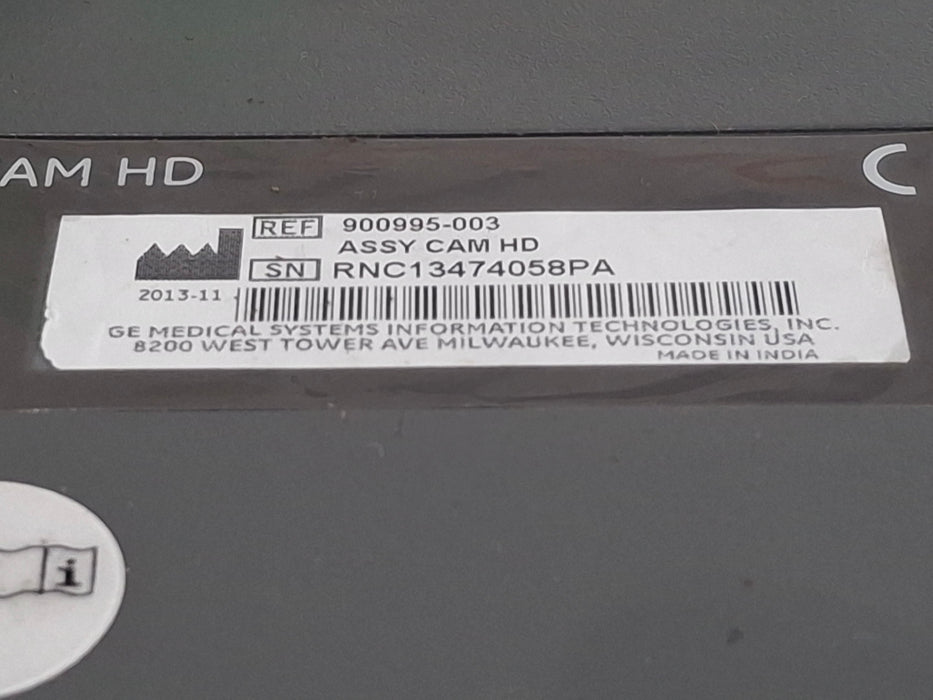 CAM HD
C
REF 900995-003
ASSY CAM HD
SN RNC13474058PA
2013-11
GE MEDICAL SYSTEMS INFORMATION TECHNOLOGIES, INC.
8200 WEST TOWER AVE MILWAUKEE, WISCONSIN USA
MADE IN INDIA
i